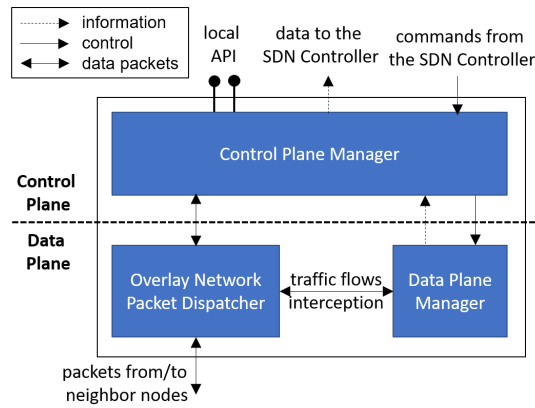 information
control
data packets
local
API
data to the
SDN Controller
commands from
the SDN Controller
Control Plane Manager
Control
Plane
Data
Plane
Overlay Network
Packet Dispatcher
traffic flows
interception
Data Plane
Manager
packets from/to
neighbor nodes